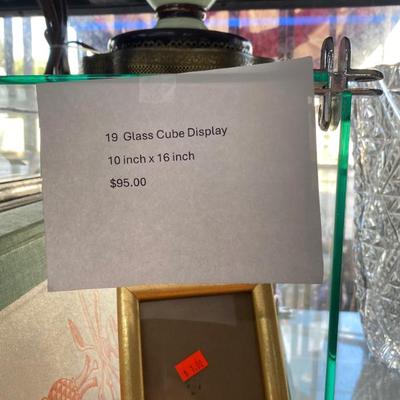 19 Glass Cube Display
10 inch x 16 inch
$95.00